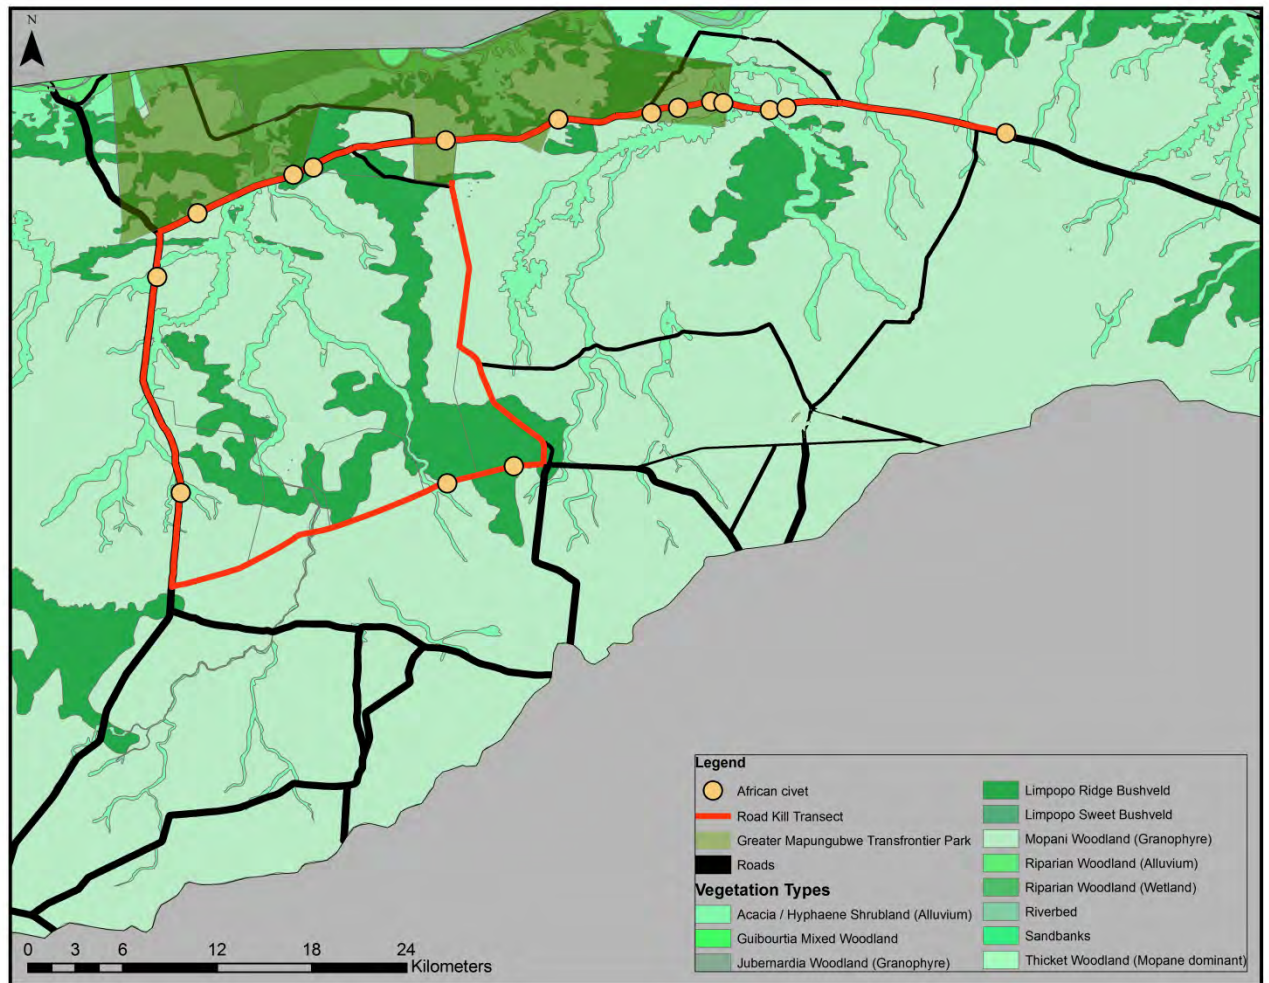 N
Legend
African civet
Road Kill Transect
Greater Mapungubwe Transfrontier Park
Roads
Vegetation Types
Acacia / Hyphaene Shrubland (Alluvium)
Guibourtia Mixed Woodland
Jubernardia Woodland (Granophyre)
Limpopo Ridge Bushveld
Limpopo Sweet Bushveld
Mopani Woodland (Granophyre)
Riparian Woodland (Alluvium)
Riparian Woodland (Wetland)
Riverbed
Sandbanks
Thicket Woodland (Mopane dominant)
0 3 6 12 18 24
Kilometers